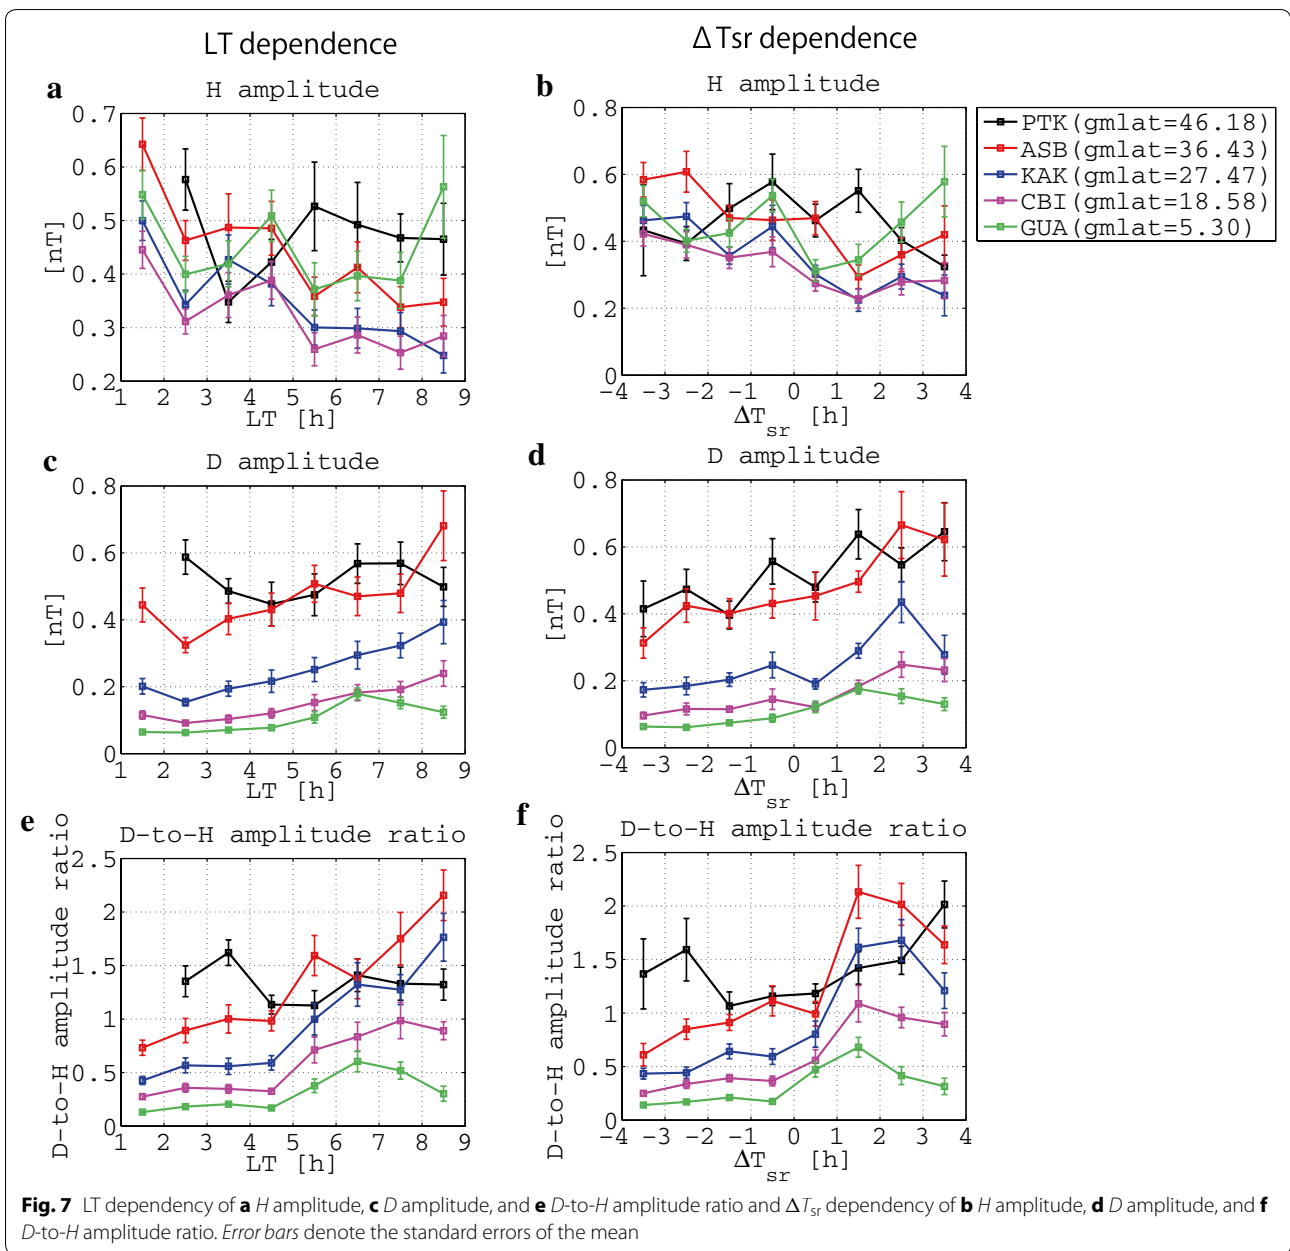 LT dependence
Δ Tsr dependence
a
H amplitude
0.7
0.6
0.5
0.4
0.3
0.2
[nT]
1 2 3 4 5 6 7 8 9
LT [h]
b
H amplitude
0.8
0.6
0.4
0.2
0
[nT]
−4 −3 −2 −1 0 1 2 3 4
ΔTsr [h]
PTK(gmlat=46.18)
ASB(gmlat=36.43)
KAK(gmlat=27.47)
CBI(gmlat=18.58)
GUA(gmlat=5.30)
c
D amplitude
0.8
0.6
0.4
0.2
0
[nT]
1 2 3 4 5 6 7 8 9
LT [h]
d
D amplitude
0.8
0.6
0.4
0.2
0
[nT]
−4 −3 −2 −1 0 1 2 3 4
ΔTsr [h]
e
D−to−H amplitude ratio
2.5
2
1.5
1
0.5
0
D−to−H amplitude ratio
1 2 3 4 5 6 7 8 9
LT [h]
f
D−to−H amplitude ratio
2.5
2
1.5
1
0.5
0
D−to−H amplitude ratio
−4 −3 −2 −1 0 1 2 3 4
ΔTsr [h]
Fig. 7 LT dependency of a H amplitude, c D amplitude, and e D-to-H amplitude ratio and ΔTsr dependency of b H amplitude, d D amplitude, and f
D-to-H amplitude ratio. Error bars denote the standard errors of the mean